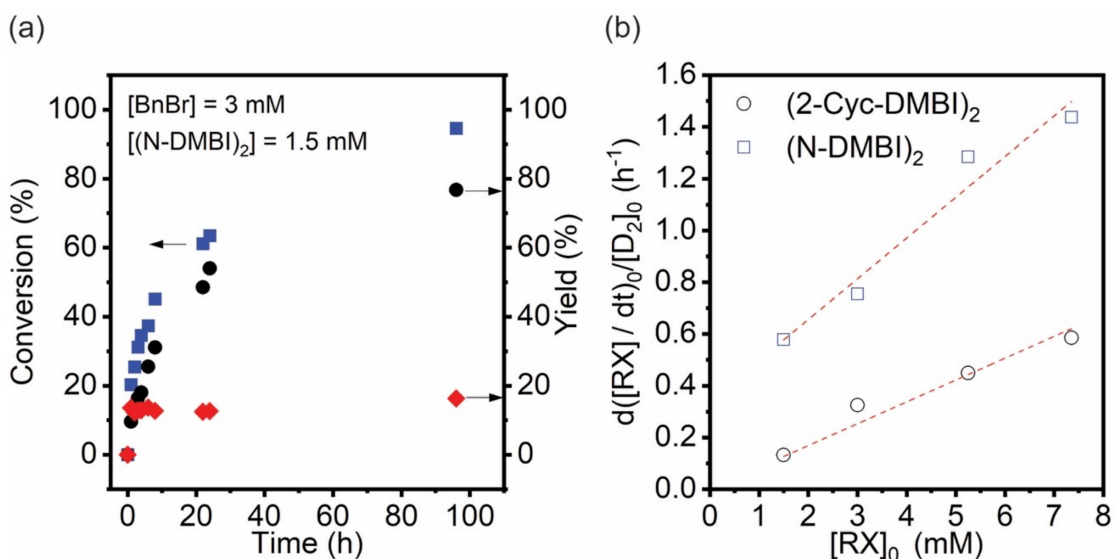 (a)
[BnBr] = 3 mM
[(N-DMBI)₂] = 1.5 mM
Conversion (%)
100
80
60
40
20
0
Yield (%)
100
80
60
40
20
0
0 20 40 60 80 100
Time (h)
(b)
(2-Cyc-DMBI)₂
(N-DMBI)₂
d([RX] / dt)₀/[D₂]₀ (h⁻¹)
1.6
1.4
1.2
1.0
0.8
0.6
0.4
0.2
0.0
0 1 2 3 4 5 6 7 8
[RX]₀ (mM)